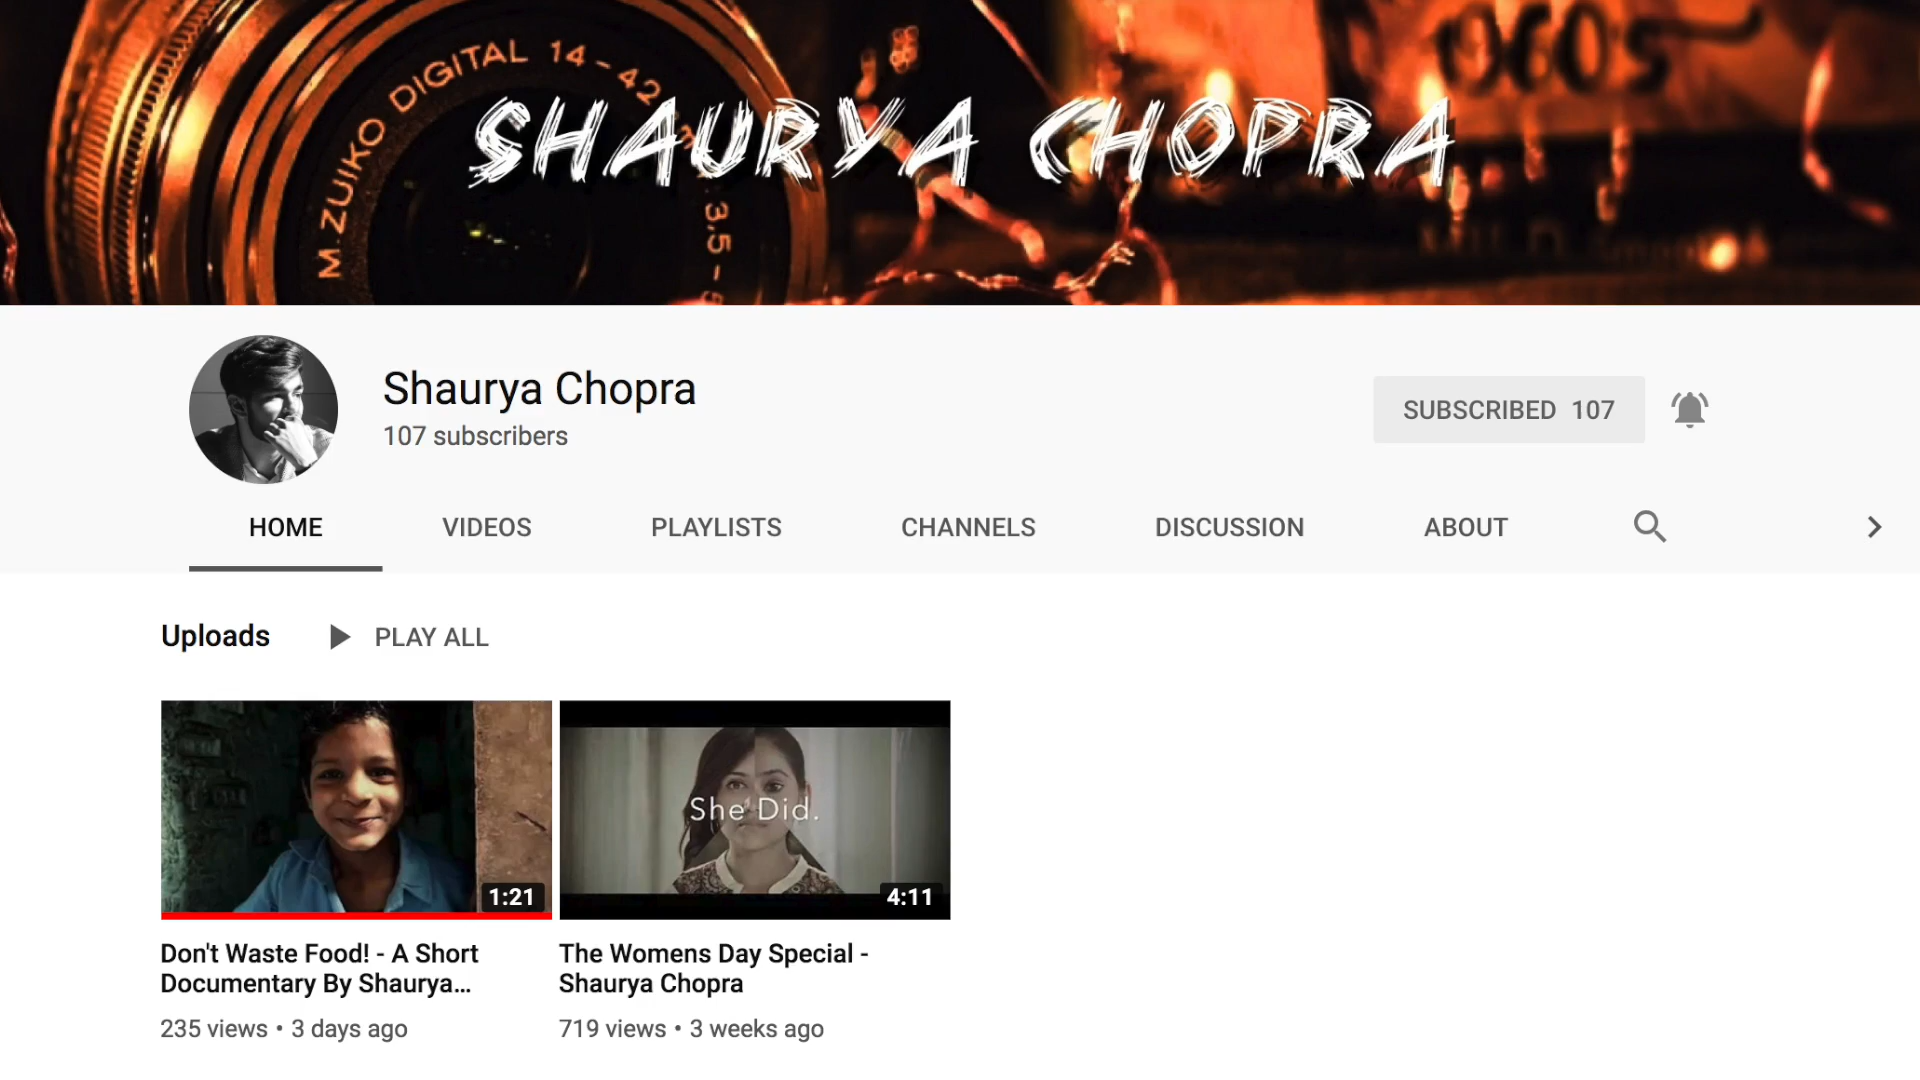 M.ZUIKO DIGITAL 14-42
3,5 -
SHAURYA CHOPRA
Shaurya Chopra
107 subscribers
SUBSCRIBED 107
HOME VIDEOS PLAYLISTS CHANNELS DISCUSSION ABOUT
Uploads PLAY ALL
1:21
She Did.
4:11
Don't Waste Food! - A Short
Documentary By Shaurya...
235 views • 3 days ago
The Womens Day Special -
Shaurya Chopra
719 views • 3 weeks ago